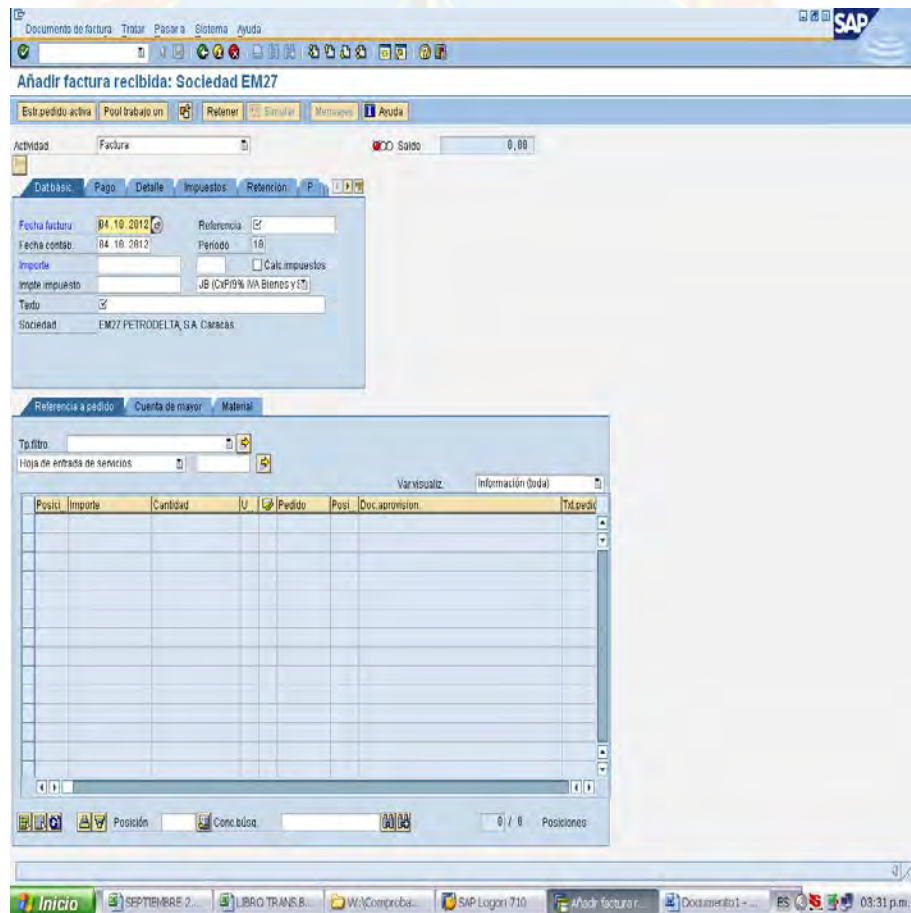 Documento de factura Tratar Pasar a Sistema Ayuda
SAP
Añadir factura recibida: Sociedad EM27
Estr.pedido activa Pool trabajo un Retener Simular Mensajes Ayuda
Actividad Factura Saldo 0,00
Dat.básic. Pago Detalle Impuestos Retención P
Fecha factura 04.10.2012 Referencia
Fecha contab. 04.10.2012 Período 10
Importe Calc.impuestos
Impte.impuesto JB (CxP/9% IVA Bienes y
Texto
Sociedad EM27 PETRODELTA, S.A. Caracas
Referencia a pedido Cuenta de mayor Material
Tp.filtro
Hoja de entrada de servicios
Var.visualiz. Información (toda)
Posici Importe Cantidad U Pedido Posi Doc.aprovision. Txt.pedic
Posición Conc.búsq. 0 / 0 Posiciones
Inicio SEPTIEMBRE 2... LIBRO TRANS.B... W:\Comproba... SAP Logon 710 Añadir factura r... Documento1 - ... ES 03:31 p.m.